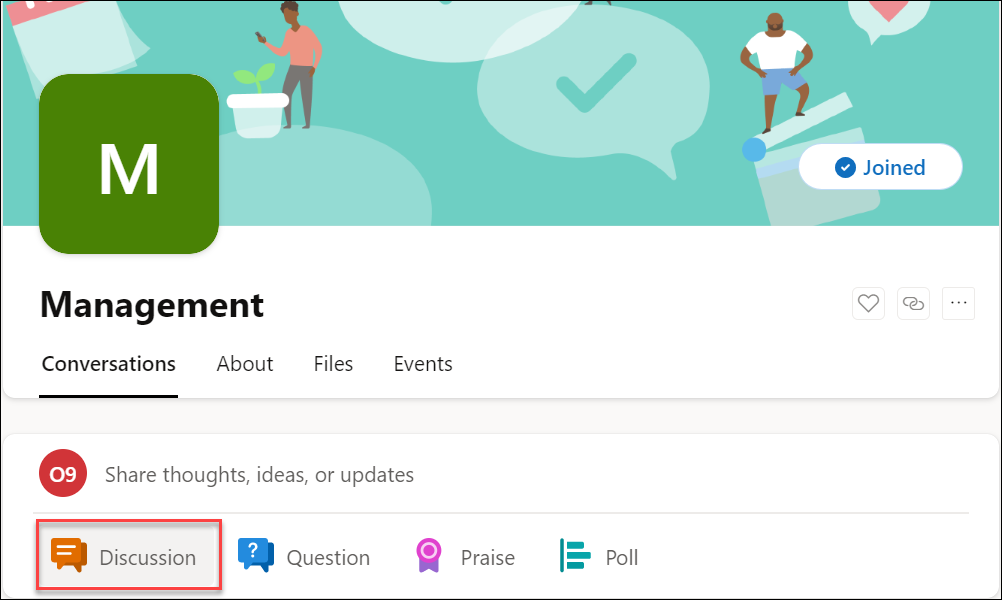 M
Joined
Management
Conversations About Files Events
O9 Share thoughts, ideas, or updates
? Discussion Question Praise Poll